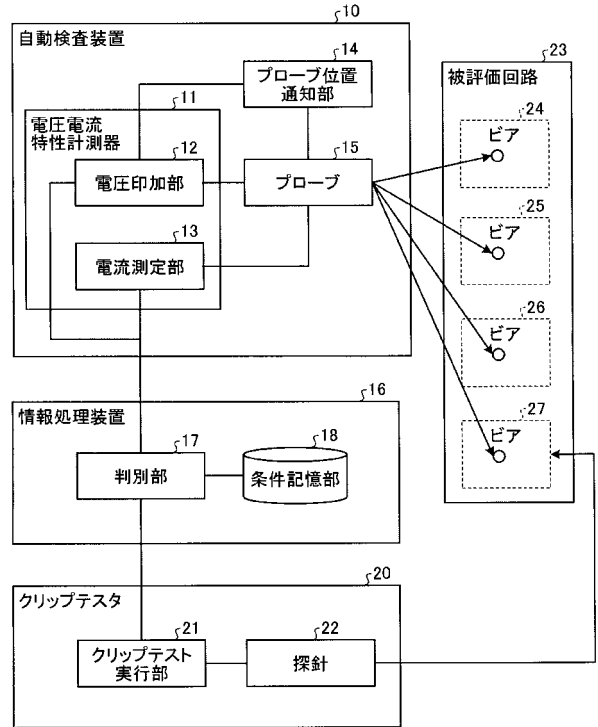 10
自動検査装置
14
プローブ位置
通知部
11
電圧電流
特性計測器
12
電圧印加部
15
プローブ
13
電流測定部
23
被評価回路
24
ビア
25
ビア
26
ビア
27
ビア
16
情報処理装置
17
判別部
18
条件記憶部
20
クリップテスタ
21
クリップテスト
実行部
22
探針